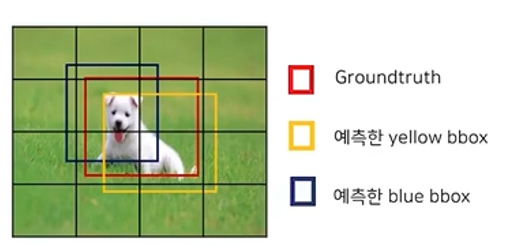 Groundtruth
예측한 yellow bbox
예측한 blue bbox